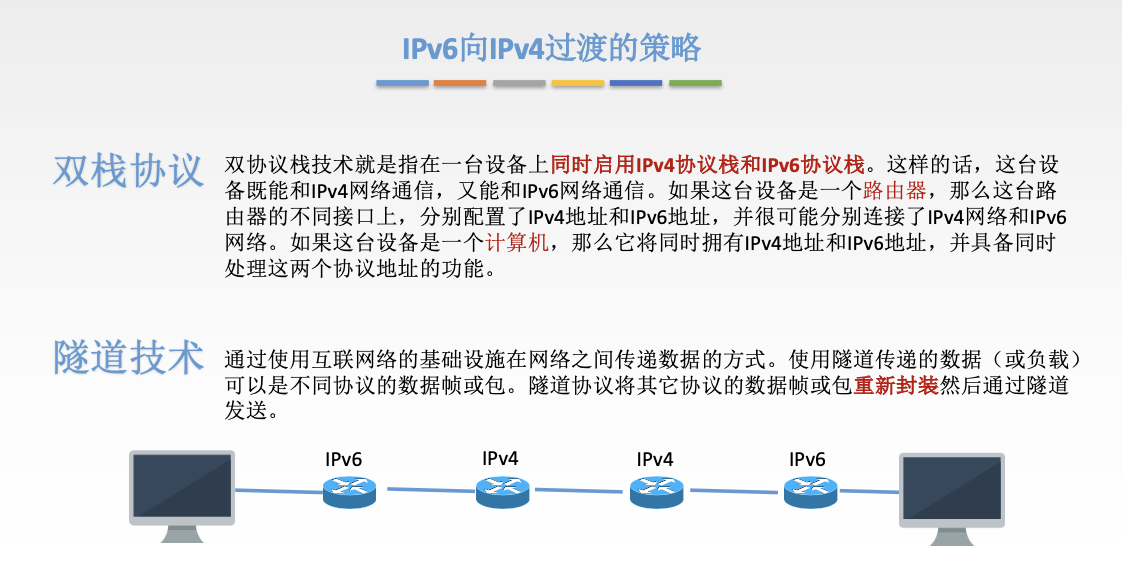 IPv6向IPv4过渡的策略
双栈协议
双协议栈技术就是指在一台设备上同时启用IPv4协议栈和IPv6协议栈。这样的话，这台设
备既能和IPv4网络通信，又能和IPv6网络通信。如果这台设备是一个路由器，那么这台路
由器的不同接口上，分别配置了IPv4地址和IPv6地址，并很可能分别连接了IPv4网络和IPv6
网络。如果这台设备是一个计算机，那么它将同时拥有IPv4地址和IPv6地址，并具备同时
处理这两个协议地址的功能。
隧道技术
通过使用互联网络的基础设施在网络之间传递数据的方式。使用隧道传递的数据（或负载）
可以是不同协议的数据帧或包。隧道协议将其它协议的数据帧或包重新封装然后通过隧道
发送。
IPv6 IPv4 IPv4 IPv6